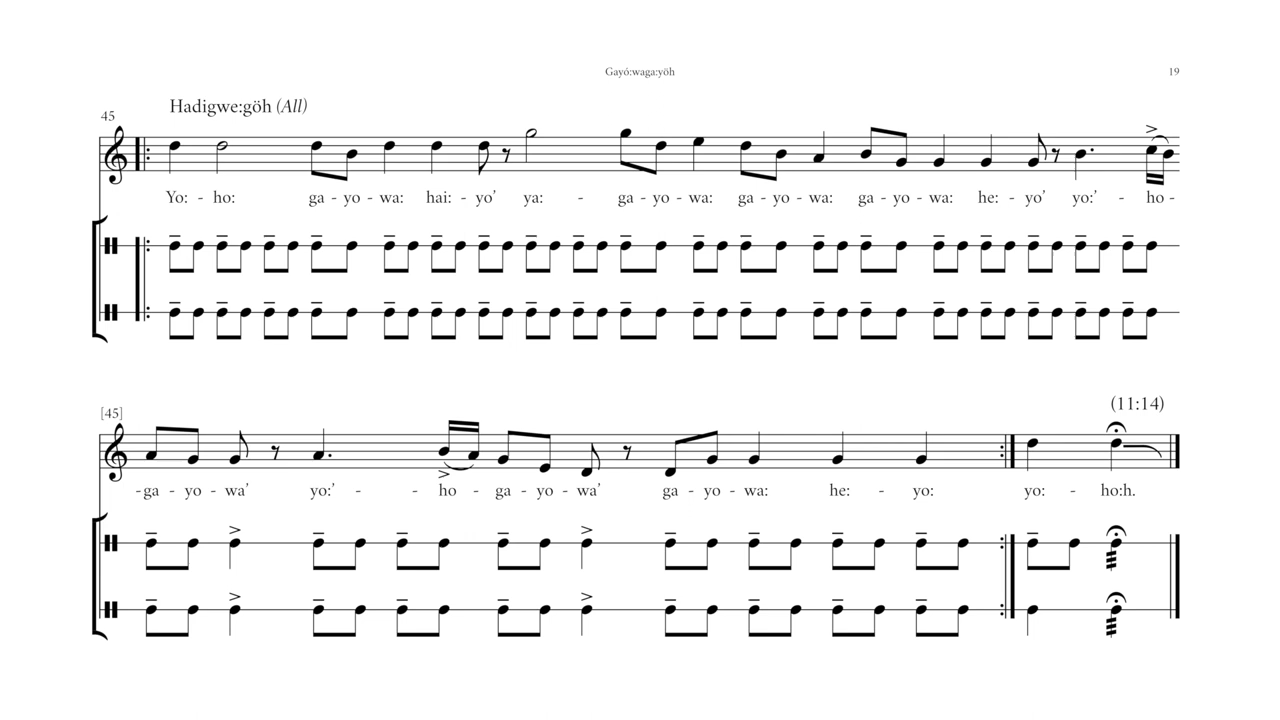 Gayó:waga:yöh 19
Hadigwe:göh (All)
45
Yo: - ho: ga - yo - wa: hai: - yo’ ya: - ga - yo - wa: ga - yo - wa: ga - yo - wa: he: - yo’ yo:’ - ho -
[45]
(11:14)
- ga - yo - wa’ yo:’ - - ho - ga - yo - wa’ ga - yo - wa: he: - yo: yo: - ho:h.